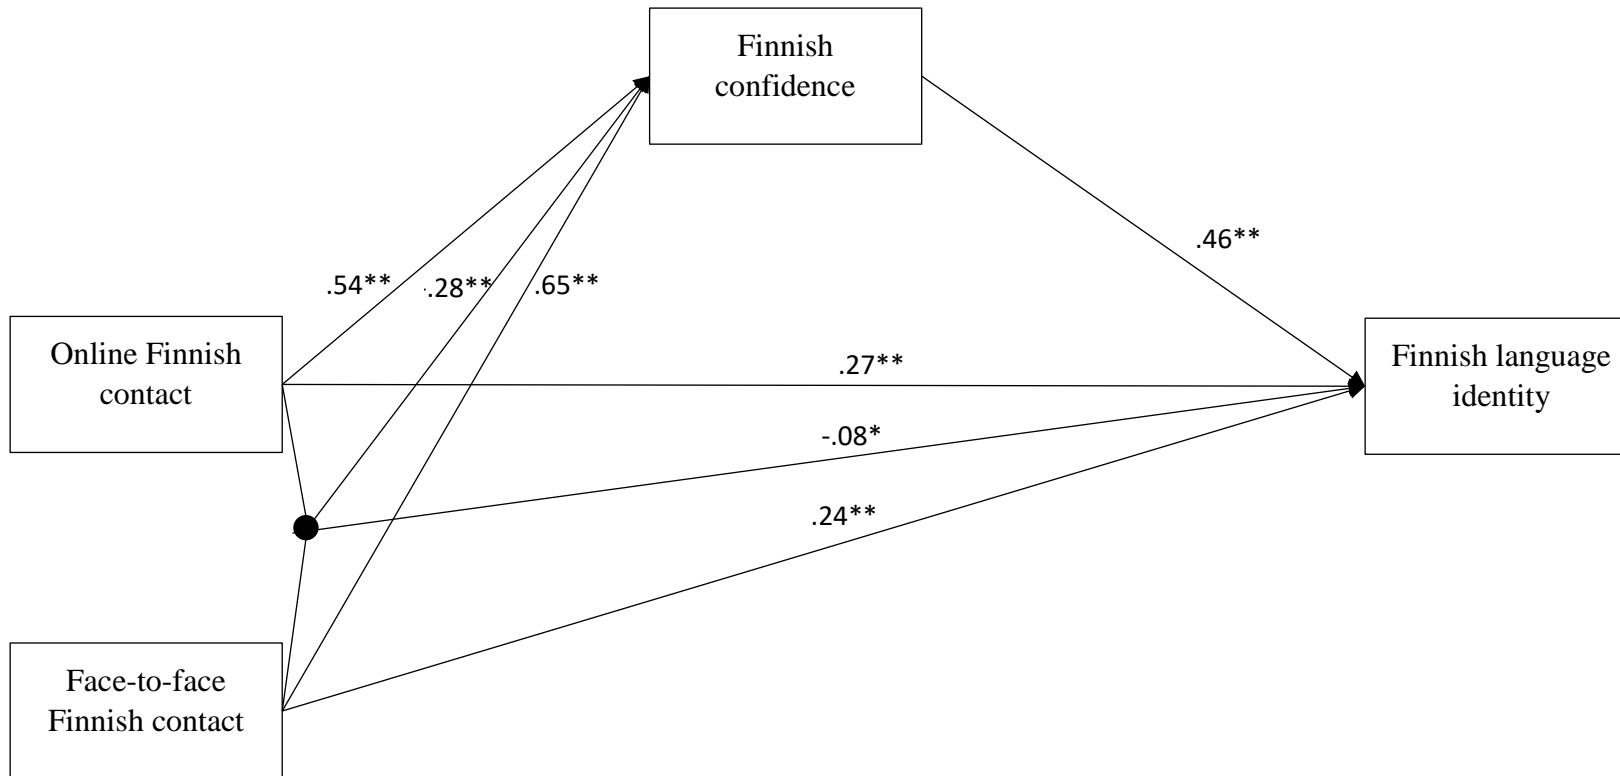 Finnish
confidence
.46**
.54**
-.28**
.65**
Online Finnish
contact
.27**
Finnish language
identity
-.08*
.24**
Face-to-face
Finnish contact